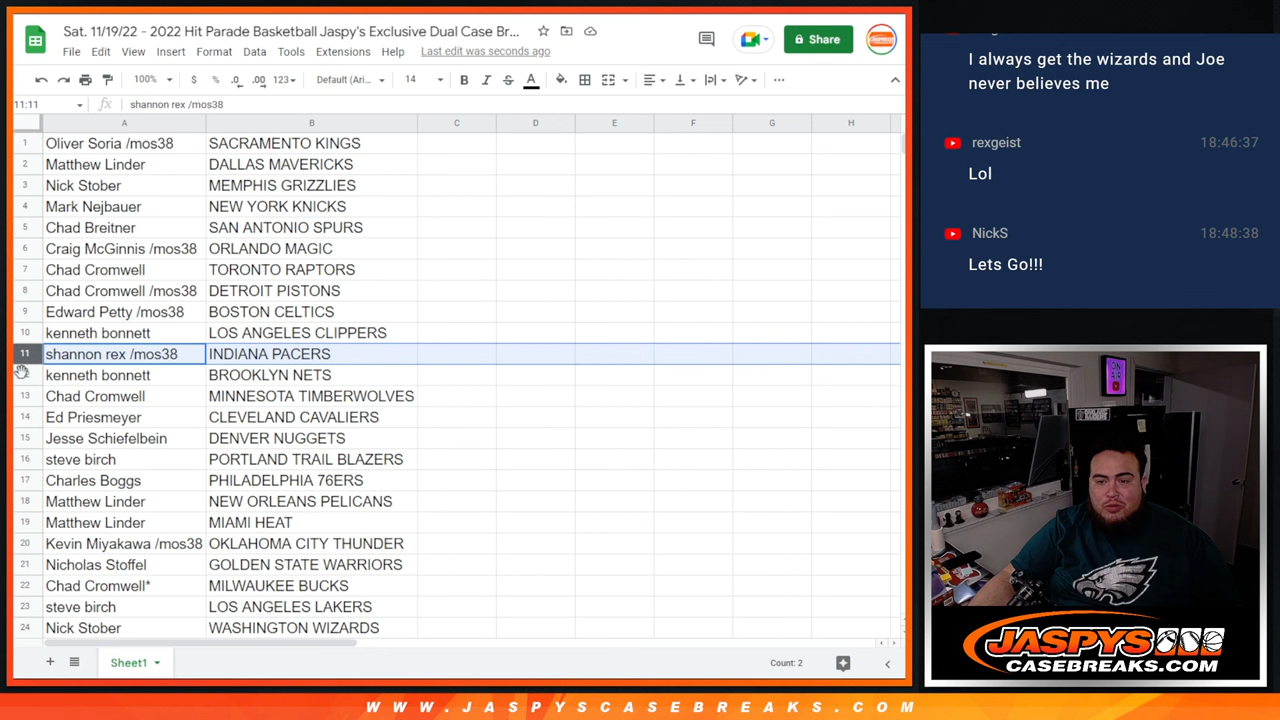 Sat. 11/19/22 - 2022 Hit Parade Basketball Jaspy's Exclusive Dual Case Br...
Share
File Edit View Insert Format Data Tools Extensions Help Last edit was seconds ago
100% $ % .0 .00 123 Default (Ari... 14 B I S A
11:11 fx shannon rex /mos38
A B C D E F G H
1 Oliver Soria /mos38 SACRAMENTO KINGS
2 Matthew Linder DALLAS MAVERICKS
3 Nick Stober MEMPHIS GRIZZLIES
4 Mark Nejbauer NEW YORK KNICKS
5 Chad Breitner SAN ANTONIO SPURS
6 Craig McGinnis /mos38 ORLANDO MAGIC
7 Chad Cromwell TORONTO RAPTORS
8 Chad Cromwell /mos38 DETROIT PISTONS
9 Edward Petty /mos38 BOSTON CELTICS
10 kenneth bonnett LOS ANGELES CLIPPERS
11 shannon rex /mos38 INDIANA PACERS
kenneth bonnett BROOKLYN NETS
13 Chad Cromwell MINNESOTA TIMBERWOLVES
14 Ed Priesmeyer CLEVELAND CAVALIERS
15 Jesse Schiefelbein DENVER NUGGETS
16 steve birch PORTLAND TRAIL BLAZERS
17 Charles Boggs PHILADELPHIA 76ERS
18 Matthew Linder NEW ORLEANS PELICANS
19 Matthew Linder MIAMI HEAT
20 Kevin Miyakawa /mos38 OKLAHOMA CITY THUNDER
21 Nicholas Stoffel GOLDEN STATE WARRIORS
22 Chad Cromwell* MILWAUKEE BUCKS
23 steve birch LOS ANGELES LAKERS
24 Nick Stober WASHINGTON WIZARDS
Sheet1
Count: 2
I always get the wizards and Joe
never believes me
rexgeist 18:46:37
Lol
NickS 18:48:38
Lets Go!!!
ON
JASPYS
CASEBREAKS.COM
WWW.JASPYSCASEBREAKS.COM